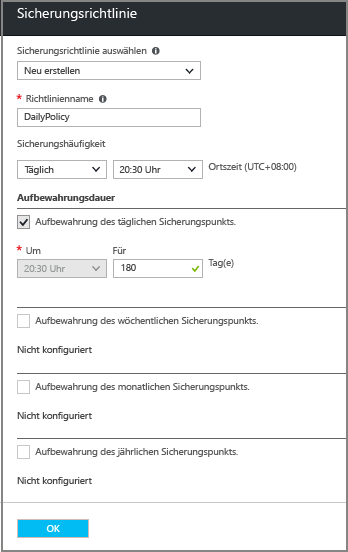 Sicherungsrichtlinie
Sicherungsrichtlinie auswählen
Neu erstellen
* Richtlinienname
DailyPolicy
Sicherungshäufigkeit
Täglich 20:30 Uhr Ortszeit (UTC+08:00)
Aufbewahrungsdauer
Aufbewahrung des täglichen Sicherungspunkts.
* Um Für
20:30 Uhr 180 Tag(e)
Aufbewahrung des wöchentlichen Sicherungspunkts.
Nicht konfiguriert
Aufbewahrung des monatlichen Sicherungspunkts.
Nicht konfiguriert
Aufbewahrung des jährlichen Sicherungspunkts.
Nicht konfiguriert
OK